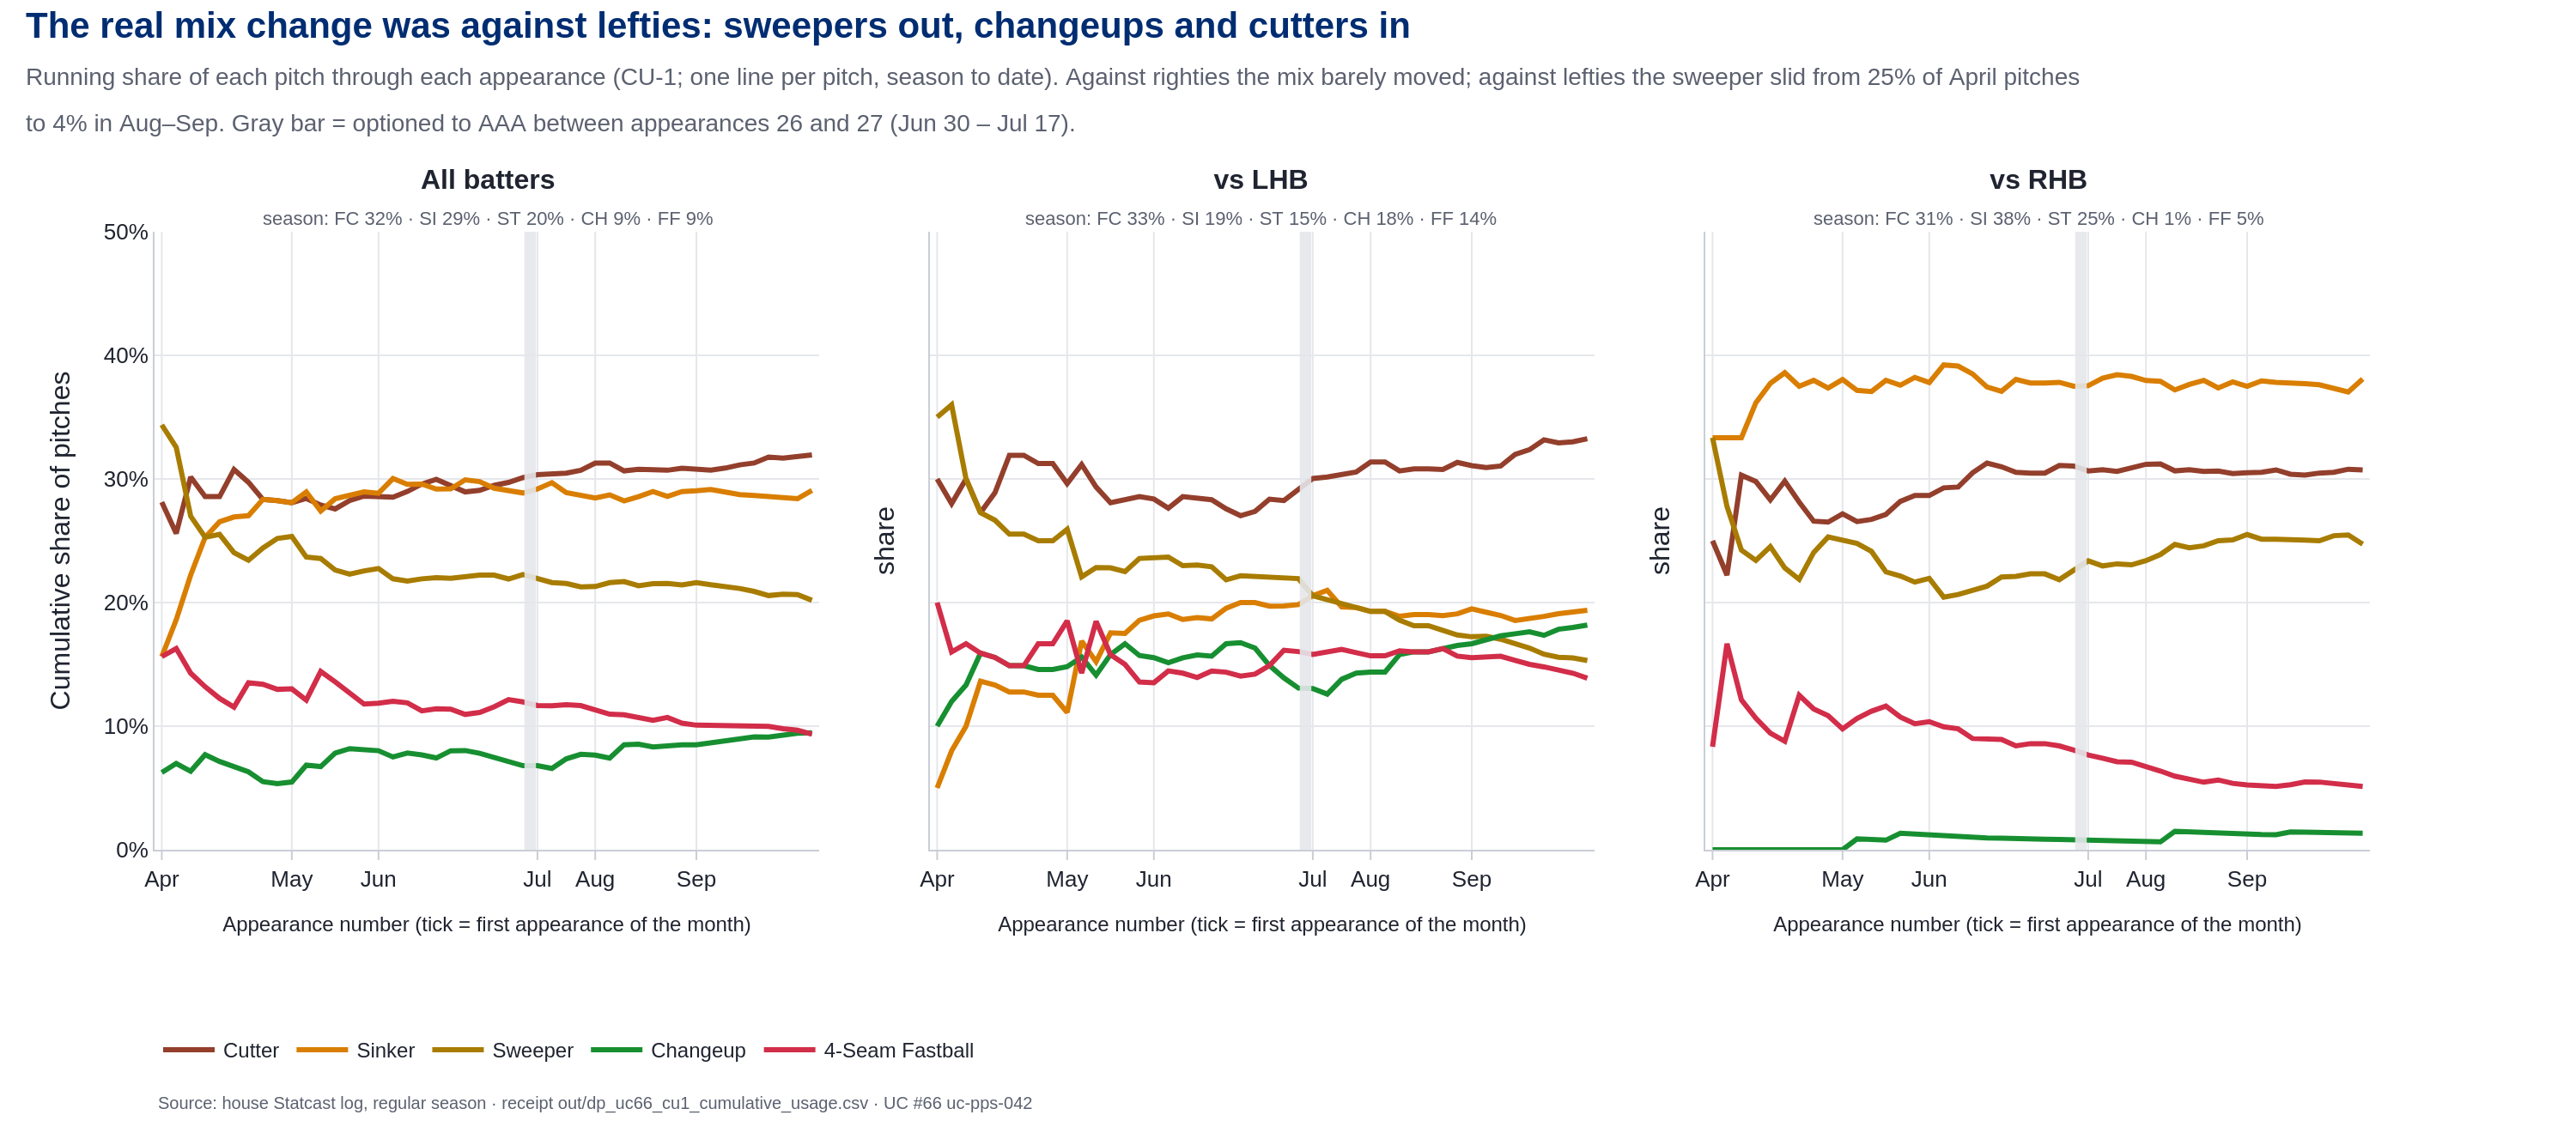 The real mix change was against lefties: sweepers out, changeups and cutters in
Running share of each pitch through each appearance (CU-1; one line per pitch, season to date). Against righties the mix barely moved; against lefties the sweeper slid from 25% of April pitches
to 4% in Aug–Sep. Gray bar = optioned to AAA between appearances 26 and 27 (Jun 30 – Jul 17).
All batters
season: FC 32% · SI 29% · ST 20% · CH 9% · FF 9%
Cumulative share of pitches
50%
40%
30%
20%
10%
0%
Apr May Jun Jul Aug Sep
Appearance number (tick = first appearance of the month)
vs LHB
season: FC 33% · SI 19% · ST 15% · CH 18% · FF 14%
share
Apr May Jun Jul Aug Sep
Appearance number (tick = first appearance of the month)
vs RHB
season: FC 31% · SI 38% · ST 25% · CH 1% · FF 5%
share
Apr May Jun Jul Aug Sep
Appearance number (tick = first appearance of the month)
Cutter Sinker Sweeper Changeup 4-Seam Fastball
Source: house Statcast log, regular season · receipt out/dp_uc66_cu1_cumulative_usage.csv · UC #66 uc-pps-042